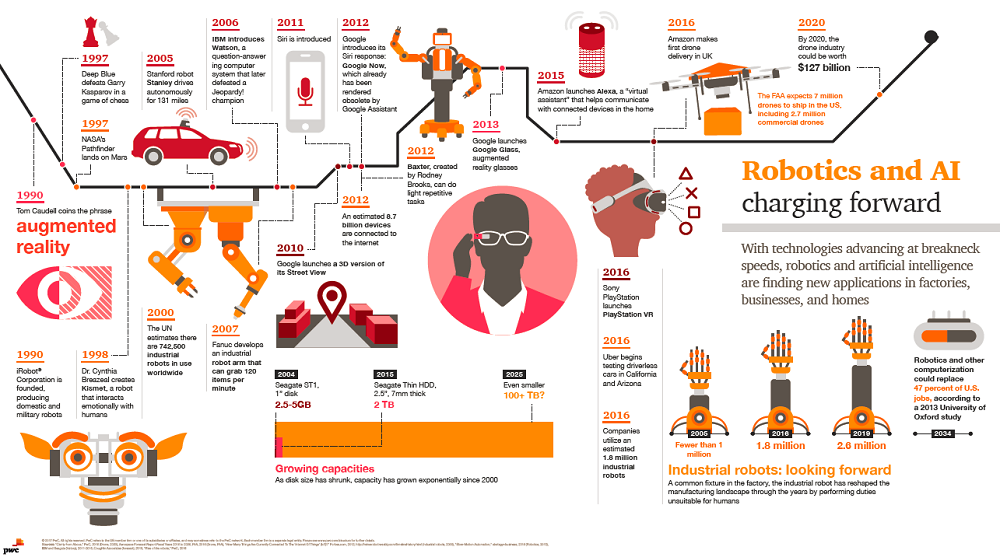 1997
Deep Blue
defeats Garry
Kasparov in a
game of chess
1997
NASA's
Pathfinder
lands on Mars
1990
Tom Caudell coins the phrase
augmented
reality
1990
iRobot®
Corporation is
founded,
producing
domestic and
military robots
1998
Dr. Cynthia
Breazeal creates
Kismet, a robot
that interacts
emotionally with
humans
2005
Stanford robot
Stanley drives
autonomously
for 131 miles
2006
IBM introduces
Watson, a
question-answer
ing computer
system that later
defeated a
Jeopardy!
champion
2011
Siri is introduced
2012
Google
introduces its
Siri response:
Google Now,
which already
has been
rendered
obsolete by
Google Assistant
2012
Baxter, created
by Rodney
Brooks, can do
light repetitive
tasks
2012
An estimated 8.7
billion devices
are connected to
the internet
2010
Google launches a 3D version of
its Street View
2000
The UN
estimates there
are 742,500
industrial
robots in use
worldwide
2007
Fanuc develops
an industrial
robot arm that
can grab 120
items per
minute
2013
Google launches
Google Glass,
augmented
reality glasses
2015
Amazon launches Alexa, a "virtual
assistant" that helps communicate
with connected devices in the home
2016
Amazon makes
first drone
delivery in UK
2020
By 2020, the
drone industry
could be worth
$127 billion
The FAA expects 7 million
drones to ship in the US,
including 2.7 million
commercial drones
Robotics and AI
charging forward
With technologies advancing at breakneck
speeds, robotics and artificial intelligence
are finding new applications in factories,
businesses, and homes
2016
Sony
PlayStation
launches
PlayStation VR
2016
Uber begins
testing driverless
cars in California
and Arizona
2016
Companies
utilize an
estimated
1.8 million
industrial
robots
2004
Seagate ST1,
1" disk
2.5-5GB
2015
Seagate Thin HDD,
2.5", 7mm thick
2 TB
2025
Even smaller
100+ TB?
Growing capacities
As disk size has shrunk, capacity has grown exponentially since 2000
2005
Fewer than 1
million
2016
1.8 million
2019
2.6 million
Robotics and other
computerization
could replace
47 percent of U.S.
jobs, according to
a 2013 University of
Oxford study
2034
Industrial robots: looking forward
A common fixture in the factory, the industrial robot has reshaped the
manufacturing landscape through the years by performing duties
unsuitable for humans
pwc